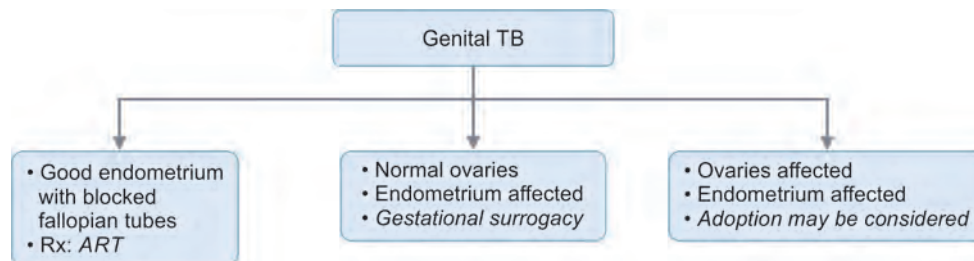 Genital TB
• Good endometrium
with blocked
fallopian tubes
• Rx: ART
• Normal ovaries
• Endometrium affected
• Gestational surrogacy
• Ovaries affected
• Endometrium affected
• Adoption may be considered